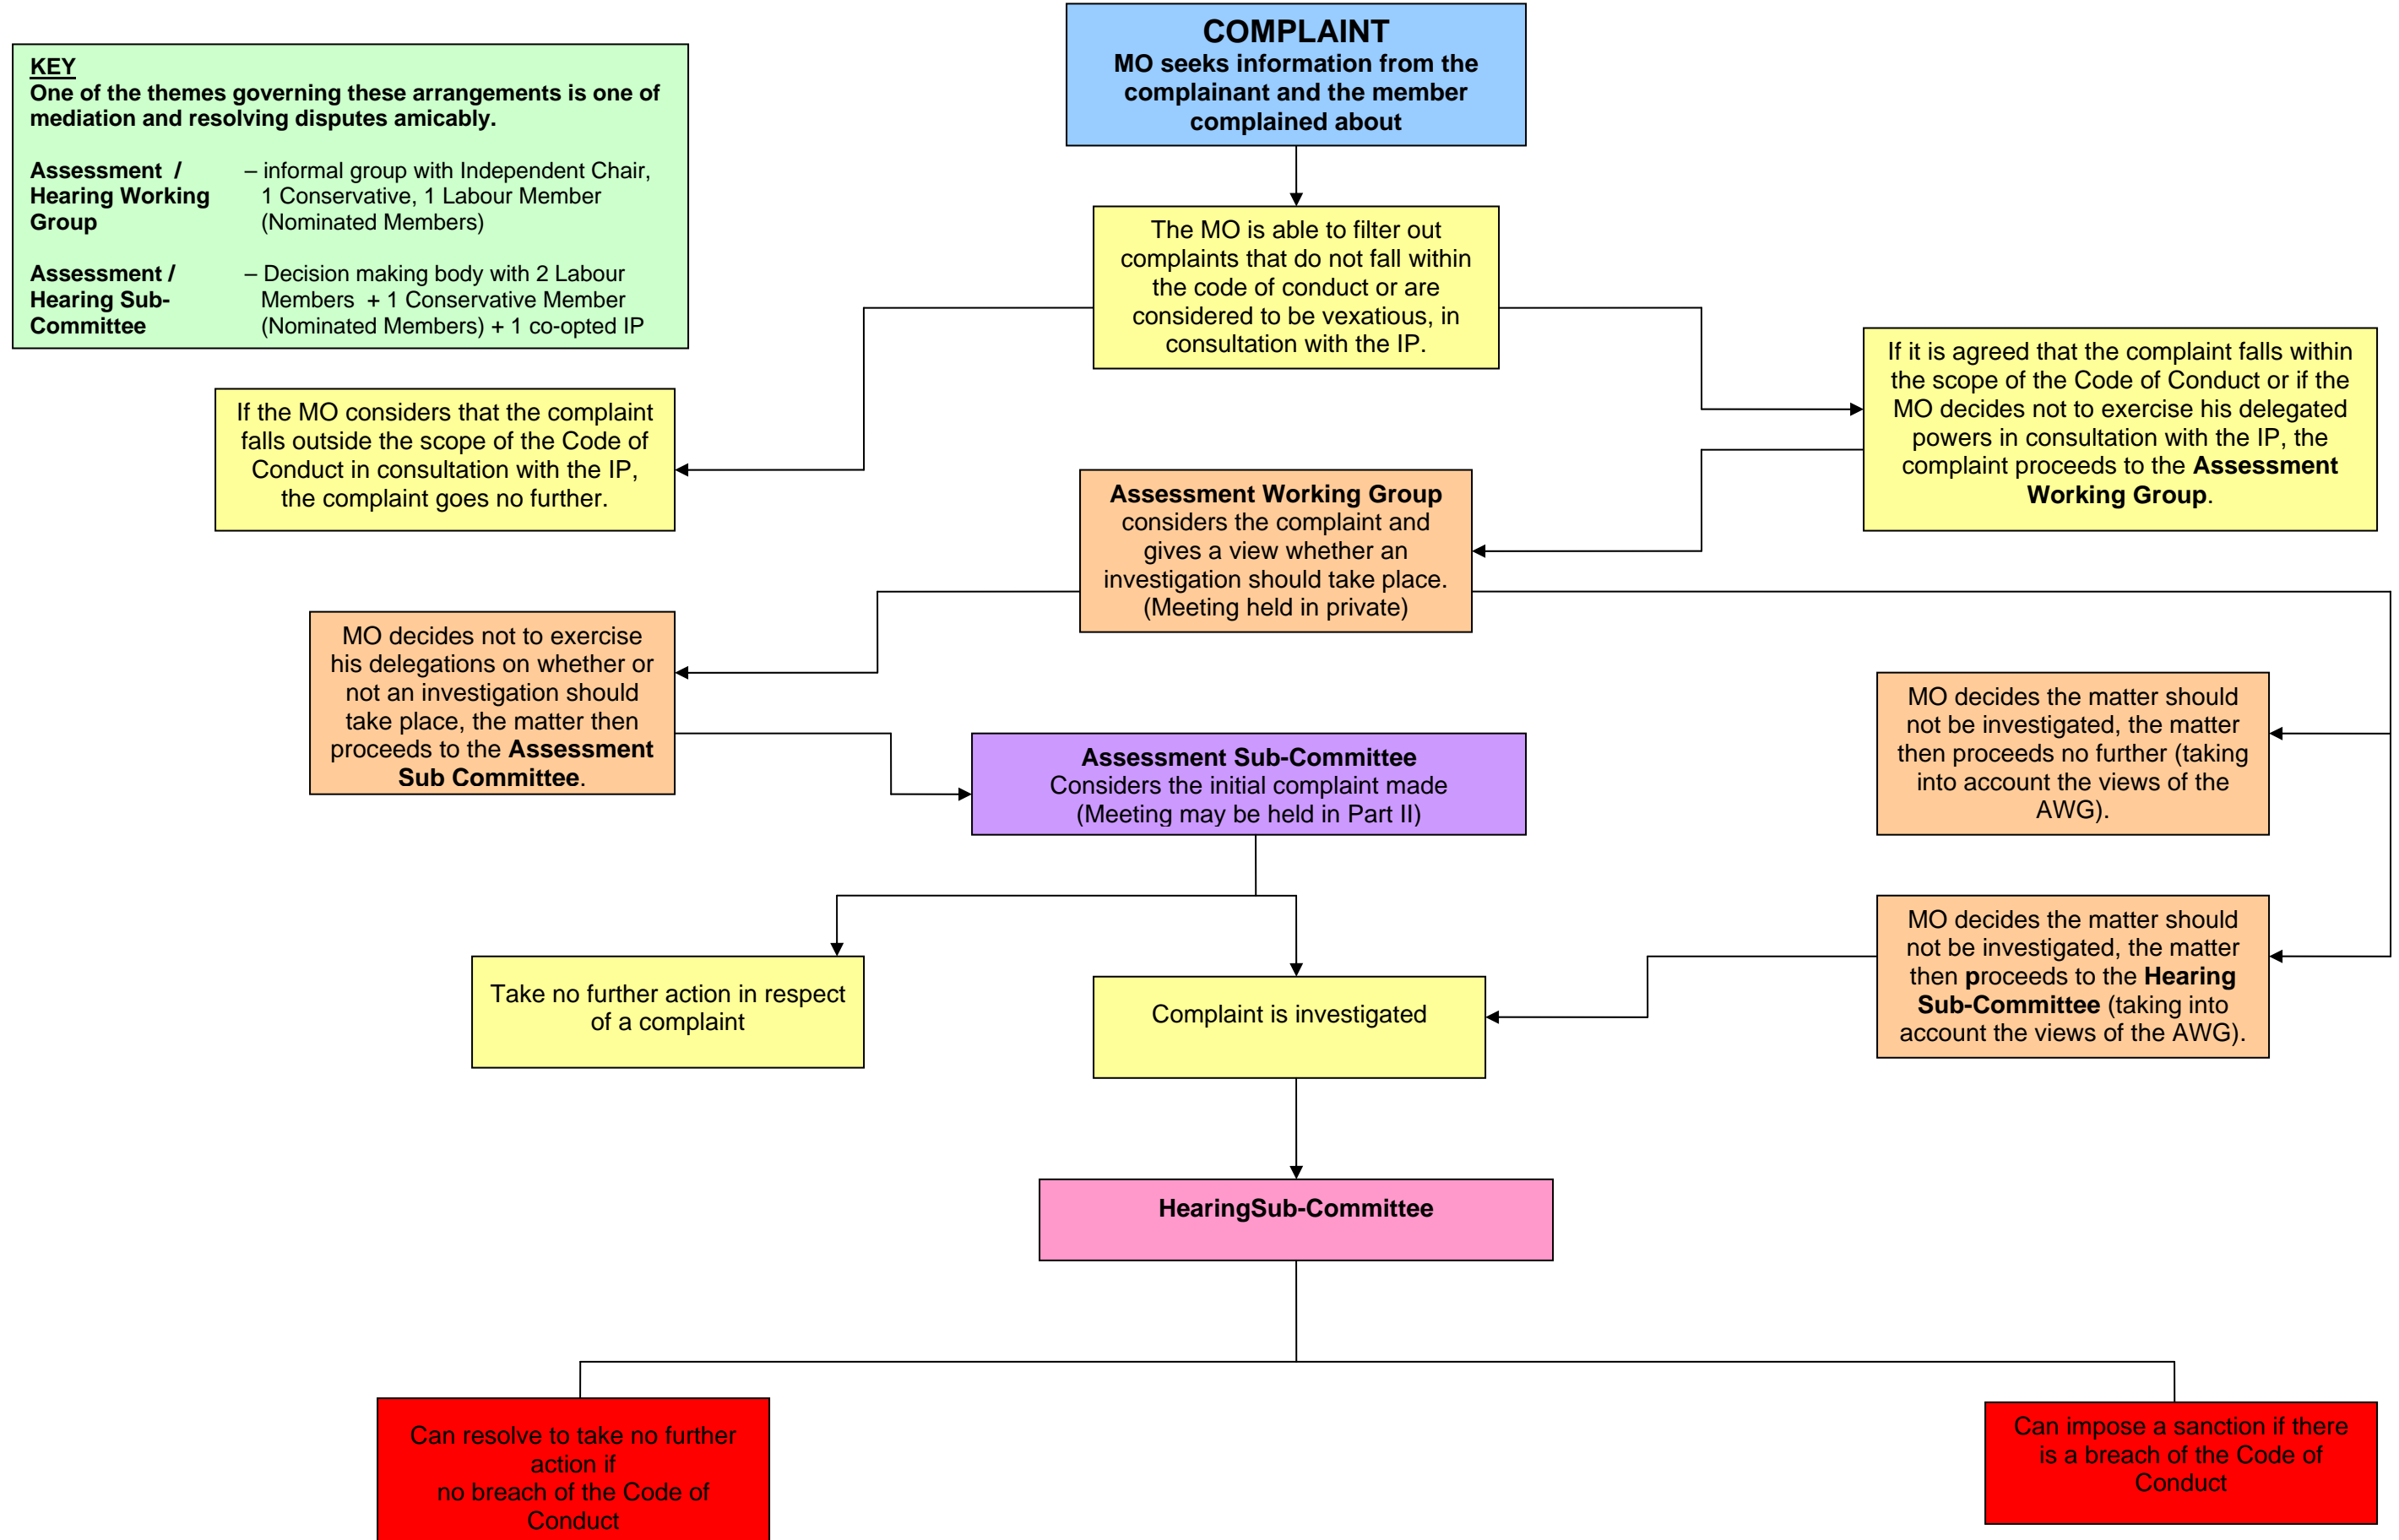 COMPLAINT
MO seeks information from the
complainant and the member
complained about
KEY
One of the themes governing these arrangements is one of
mediation and resolving disputes amicably.
Assessment / – informal group with Independent Chair,
Hearing Working 1 Conservative, 1 Labour Member
Group (Nominated Members)
Assessment / – Decision making body with 2 Labour
Hearing Sub- Members + 1 Conservative Member
Committee (Nominated Members) + 1 co-opted IP
The MO is able to filter out
complaints that do not fall within
the code of conduct or are
considered to be vexatious, in
consultation with the IP.
If the MO considers that the complaint
falls outside the scope of the Code of
Conduct in consultation with the IP,
the complaint goes no further.
If it is agreed that the complaint falls within
the scope of the Code of Conduct or if the
MO decides not to exercise his delegated
powers in consultation with the IP, the
complaint proceeds to the Assessment
Working Group.
Assessment Working Group
considers the complaint and
gives a view whether an
investigation should take place.
(Meeting held in private)
MO decides not to exercise
his delegations on whether or
not an investigation should
take place, the matter then
proceeds to the Assessment
Sub Committee.
MO decides the matter should
not be investigated, the matter
then proceeds no further (taking
into account the views of the
AWG).
Assessment Sub-Committee
Considers the initial complaint made
(Meeting may be held in Part II)
MO decides the matter should
not be investigated, the matter
then proceeds to the Hearing
Sub-Committee (taking into
account the views of the AWG).
Take no further action in respect
of a complaint
Complaint is investigated
HearingSub-Committee
Can resolve to take no further
action if
no breach of the Code of
Conduct
Can impose a sanction if there
is a breach of the Code of
Conduct